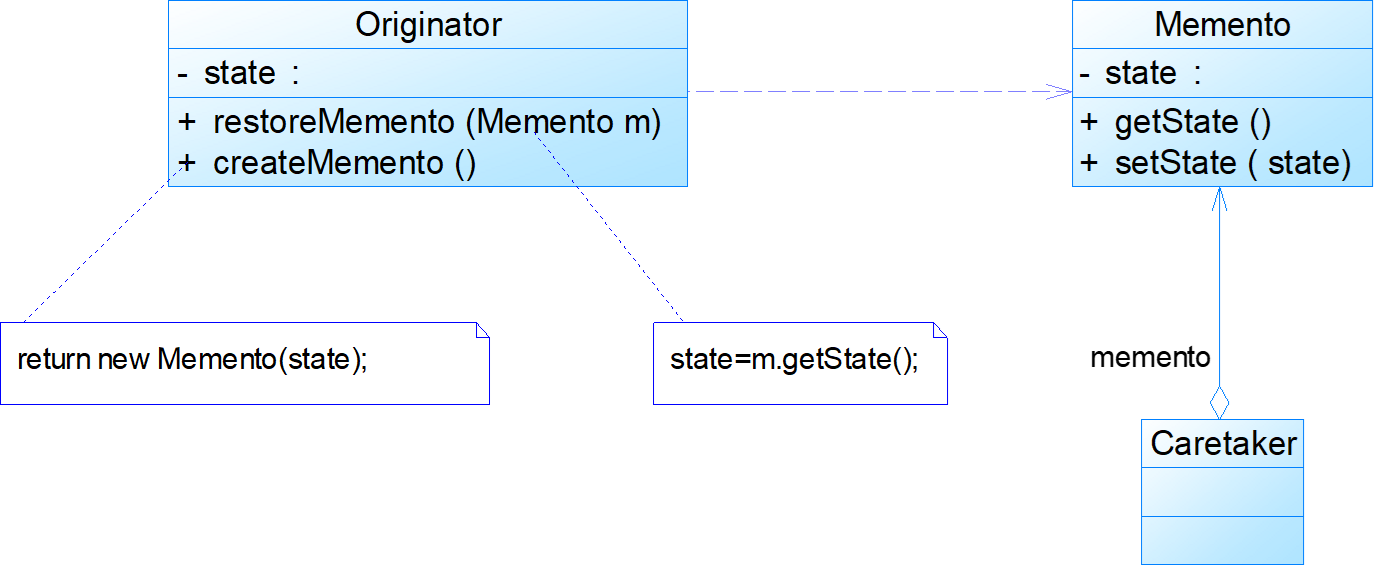 Originator
- state :
+ restoreMemento (Memento m)
+ createMemento ()
Memento
- state :
+ getState ()
+ setState ( state)
return new Memento(state);
state=m.getState();
memento
Caretaker